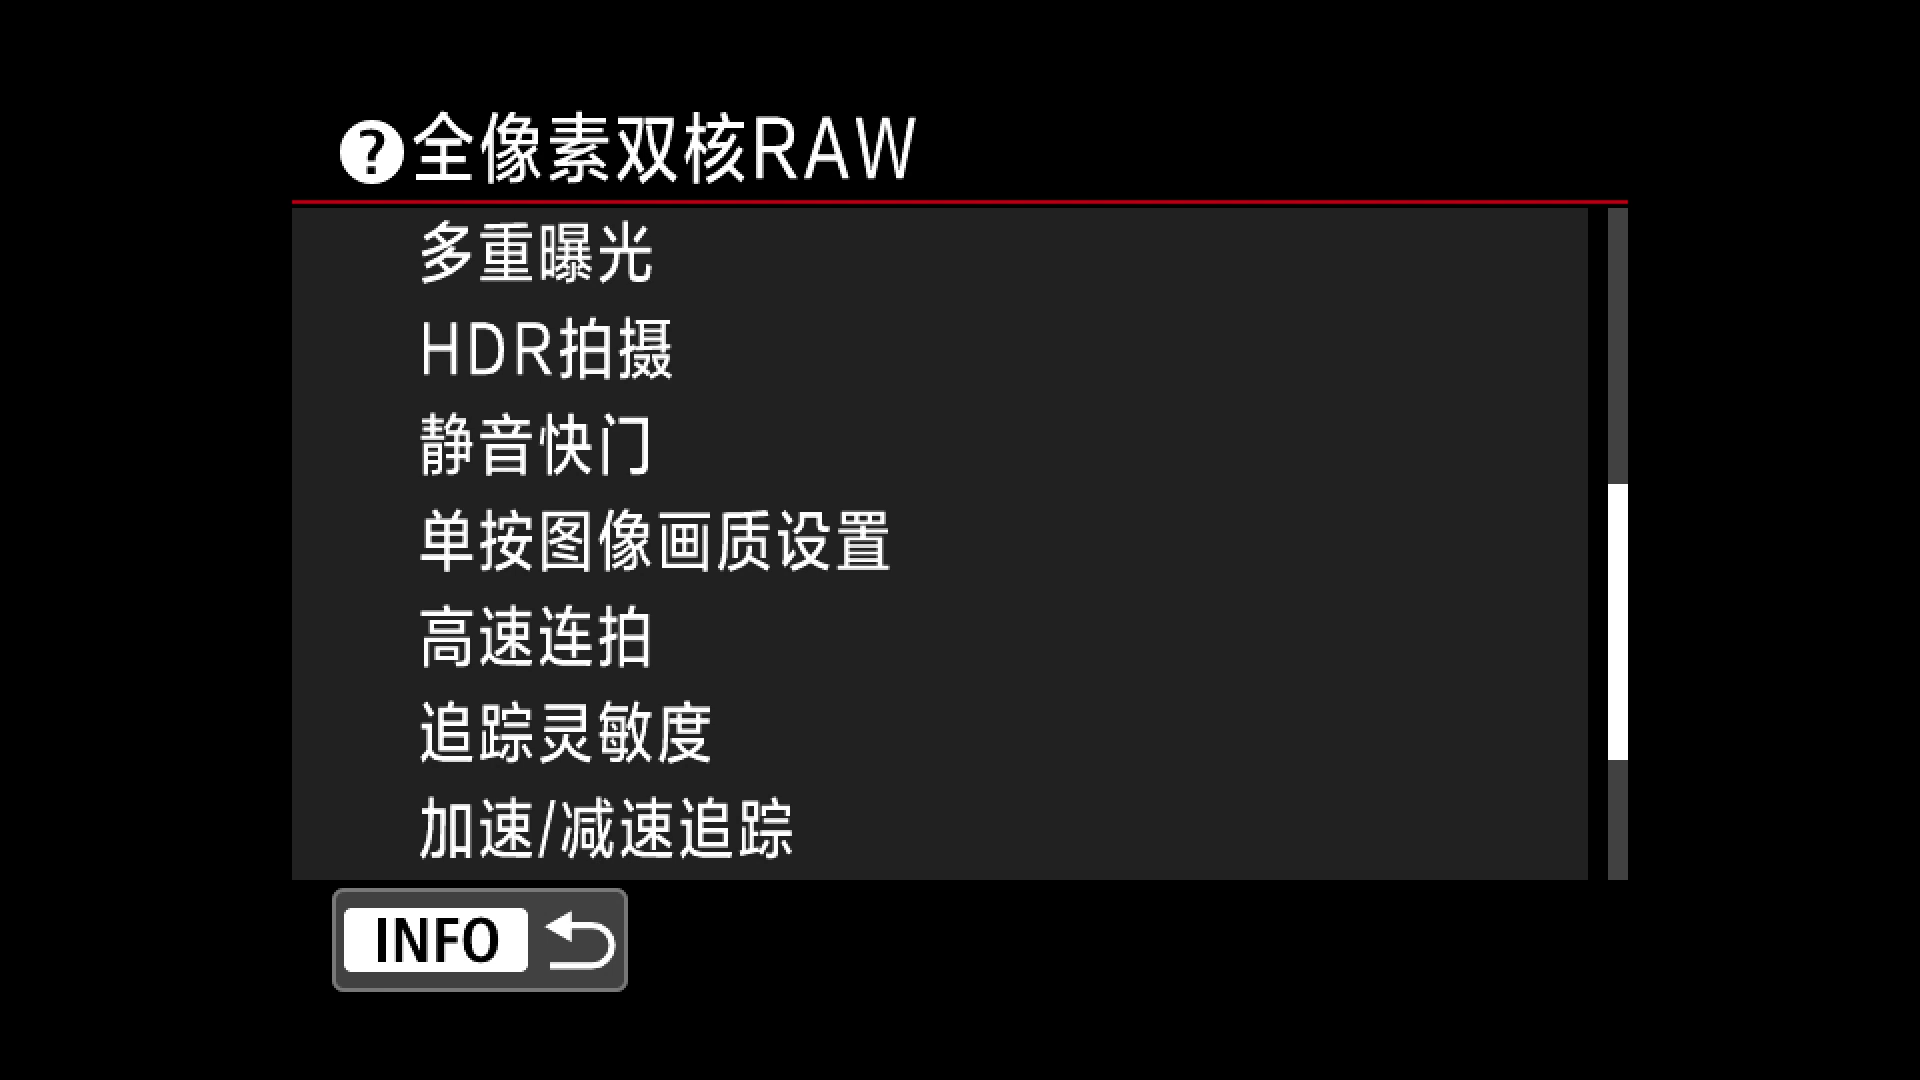 ?全像素双核RAW
多重曝光
HDR拍摄
静音快门
单按图像画质设置
高速连拍
追踪灵敏度
加速/减速追踪
INFO